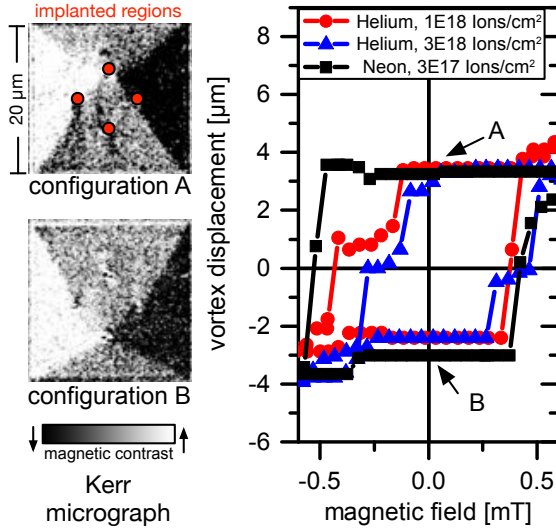 implanted regions
20 µm
configuration A
configuration B
magnetic contrast
Kerr
micrograph
vortex displacement [µm]
8
6
4
2
0
-2
-4
-6
Helium, 1E18 Ions/cm²
Helium, 3E18 Ions/cm²
Neon, 3E17 Ions/cm²
A
B
-0.5
0.0
0.5
magnetic field [mT]